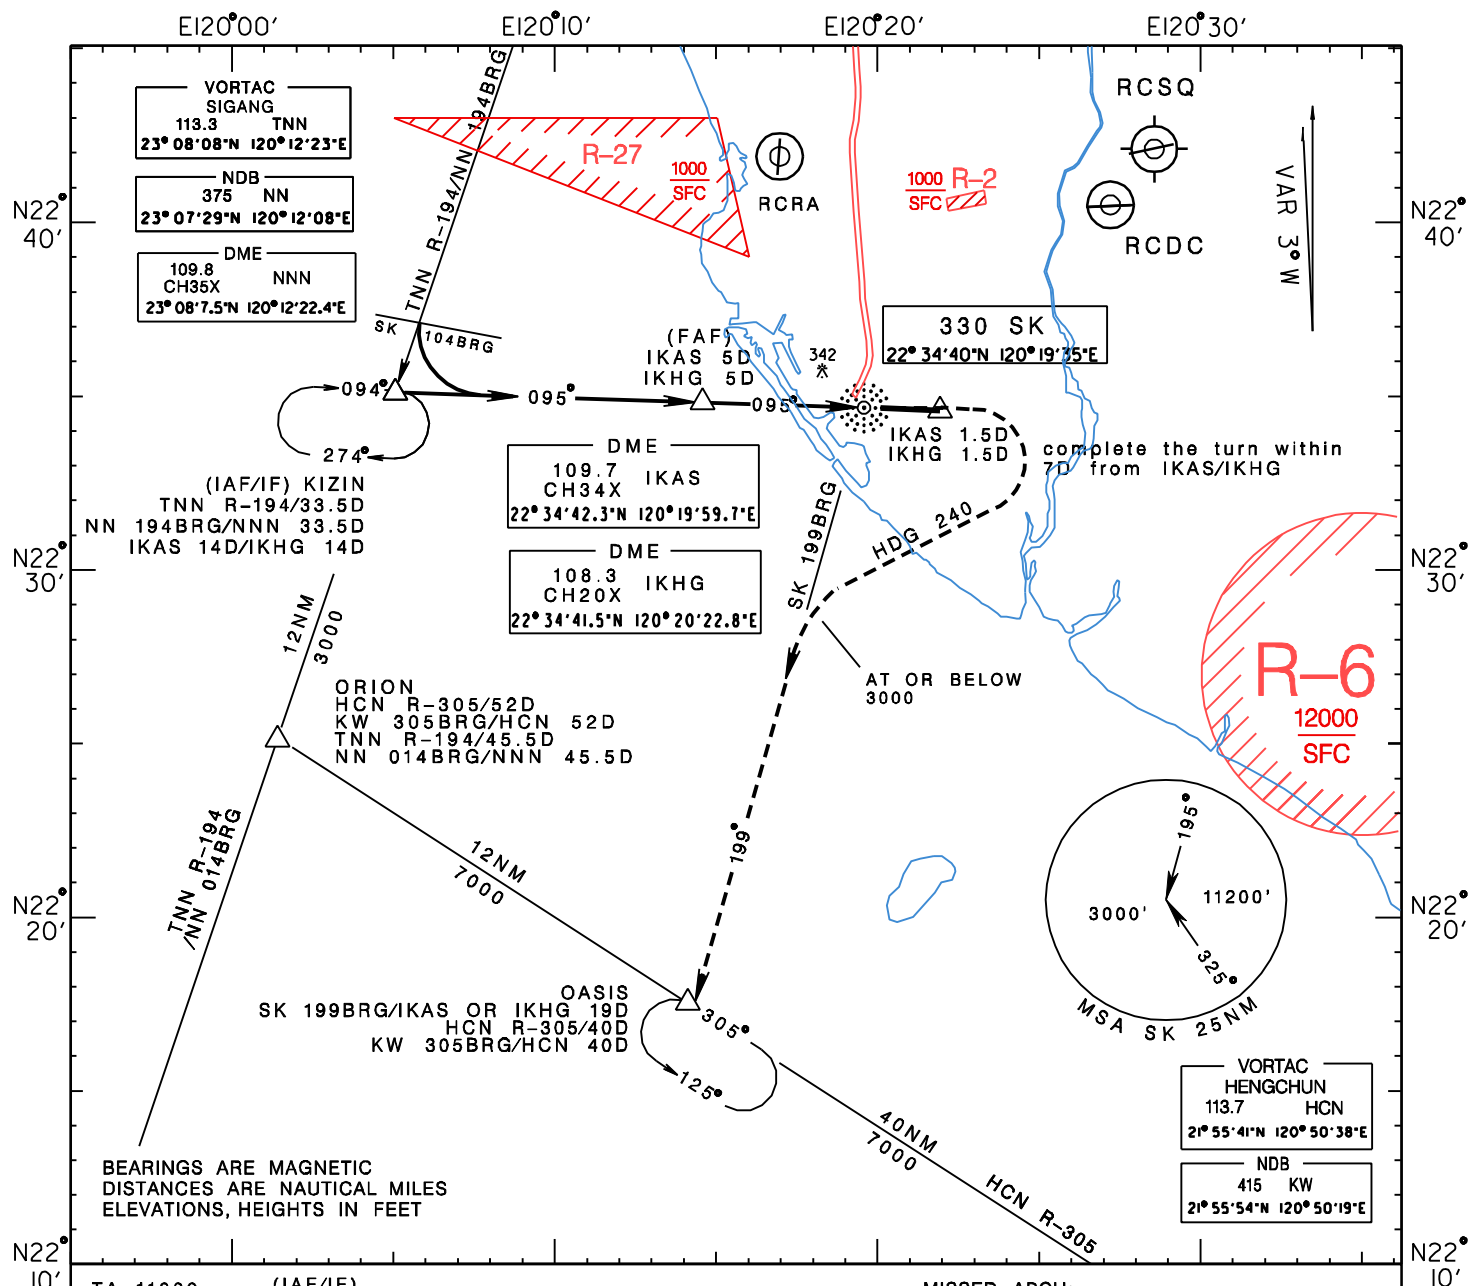 E120°00′ E120°10′ E120°20′ E120°30′
VORTAC
SIGANG
113.3 TNN
23°08'08"N 120°12'23"E
NDB
375 NN
23°07'29"N 120°12'08"E
DME
109.8
CH35X NNN
23°08'7.5"N 120°12'22.4"E
N22°
40′
N22°
40′
194BRG
TNN R-194/NN
R-27
1000
SFC
RCRA
1000
SFC
R-2
RCSQ
RCDC
VAR 3°W
SK 104BRG
(FAF)
IKAS 5D
IKHG 5D
342
330 SK
22°34'40"N 120°19'35"E
094°
095°
095°
274°
IKAS 1.5D
IKHG 1.5D
complete the turn within
7D from IKAS/IKHG
(IAF/IF) KIZIN
TNN R-194/33.5D
NN 194BRG/NNN 33.5D
IKAS 14D/IKHG 14D
DME
109.7
CH34X IKAS
22°34'42.3"N 120°19'59.7"E
DME
108.3
CH20X IKHG
22°34'41.5"N 120°20'22.8"E
SK 199BRG
HDG 240
N22°
30′
N22°
30′
12NM
3000
AT OR BELOW
3000
R-6
12000
SFC
ORION
HCN R-305/52D
KW 305BRG/HCN 52D
TNN R-194/45.5D
NN 014BRG/NNN 45.5D
TNN R-194
/NN 014BRG
12NM
7000
199°
195°
3000'
11200'
325°
MSA SK 25NM
N22°
20′
N22°
20′
OASIS
SK 199BRG/IKAS OR IKHG 19D
HCN R-305/40D
KW 305BRG/HCN 40D
305°
125°
40NM
7000
HCN R-305
VORTAC
HENGCHUN
113.7 HCN
21°55'41"N 120°50'38"E
NDB
415 KW
21°55'54"N 120°50'19"E
BEARINGS ARE MAGNETIC
DISTANCES ARE NAUTICAL MILES
ELEVATIONS, HEIGHTS IN FEET
N22°
10′
N22°
10′
TA 11000 (IAF/IF) MISSED APCH